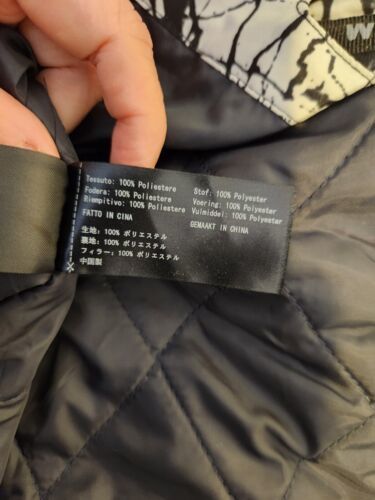 W
Tessuto: 100% Poliestere
Fodera: 100% Poliestere
Riempitivo: 100% Poliestere
FATTO IN CINA
Stof: 100% Polyester
Voering: 100% Polyester
Vulmiddel: 100% Polyester
GEMAAKT IN CHINA
生地: 100% ポリエステル
裏地: 100% ポリエステル
フィラー: 100% ポリエステル
中国製